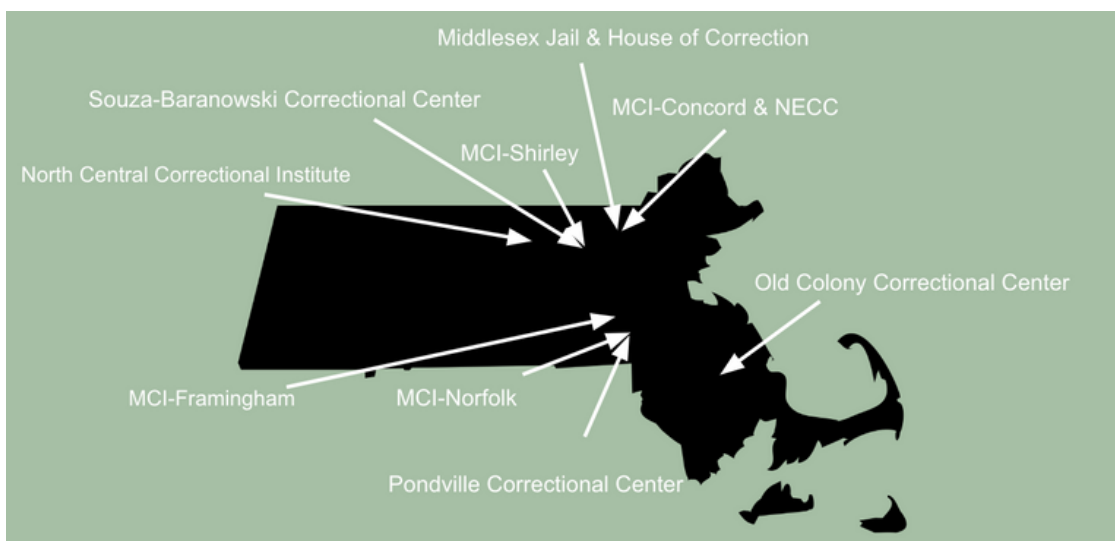 Middlesex Jail & House of Correction
Souza-Baranowski Correctional Center
MCI-Concord & NECC
MCI-Shirley
North Central Correctional Institute
Old Colony Correctional Center
MCI-Framingham
MCI-Norfolk
Pondville Correctional Center